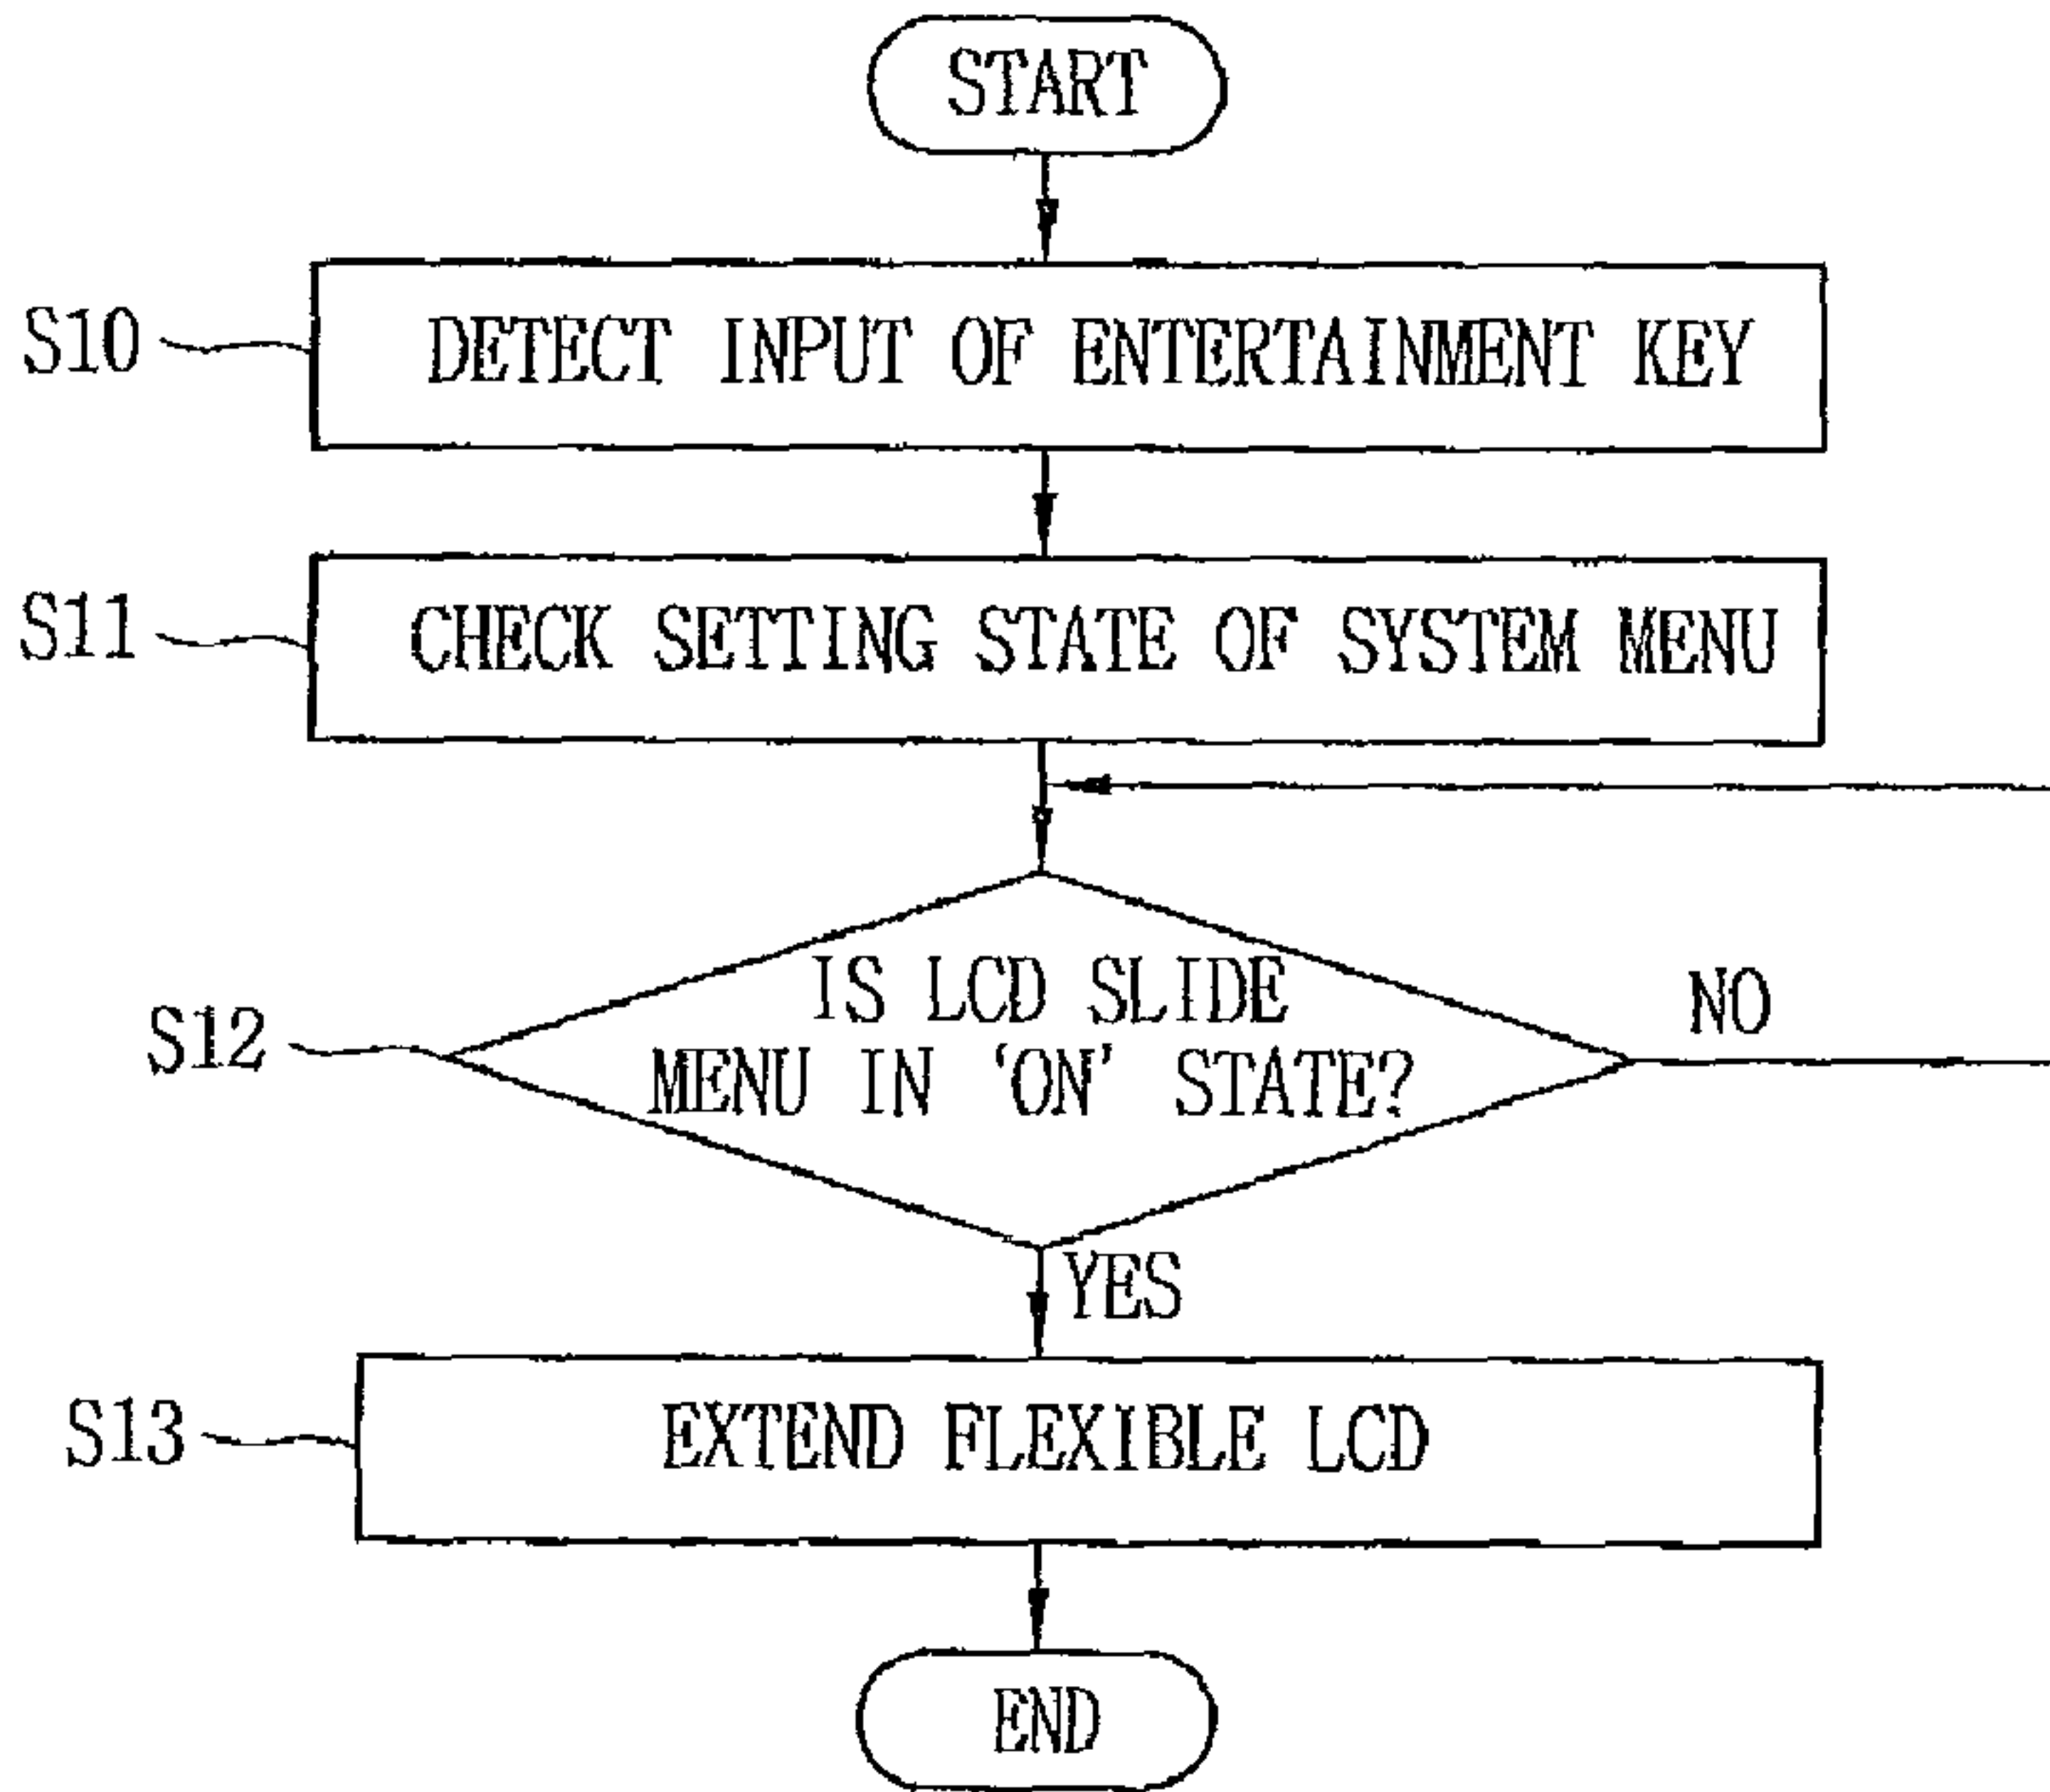 START
S10
DETECT INPUT OF ENTERTAINMENT KEY
S11
CHECK SETTING STATE OF SYSTEM MENU
S12
IS LCD SLIDE
MENU IN 'ON' STATE?
NO
YES
S13
EXTEND FLEXIBLE LCD
END